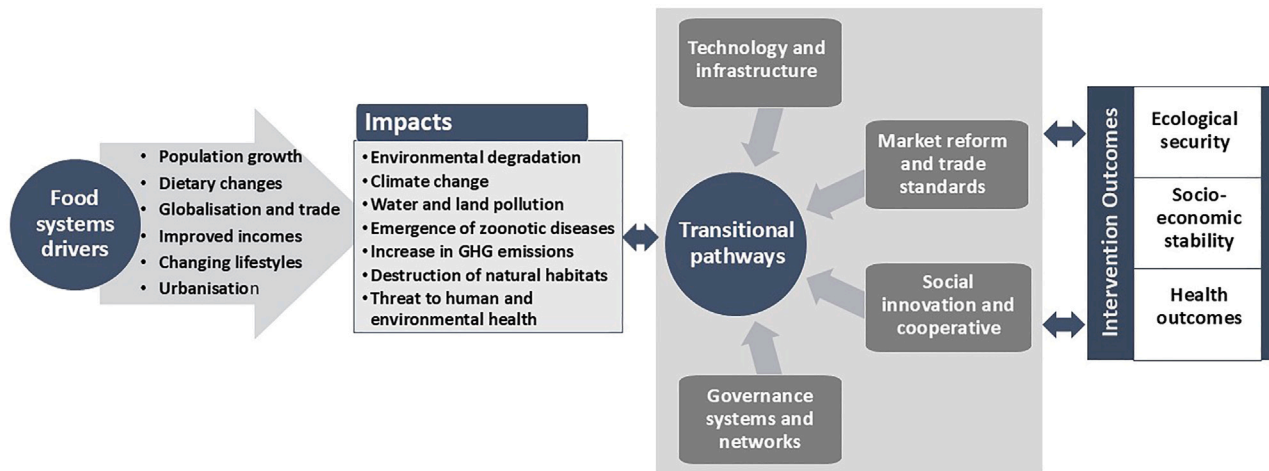 Food
systems
drivers
• Population growth
• Dietary changes
• Globalisation and trade
• Improved incomes
• Changing lifestyles
• Urbanisation
Impacts
• Environmental degradation
• Climate change
• Water and land pollution
• Emergence of zoonotic diseases
• Increase in GHG emissions
• Destruction of natural habitats
• Threat to human and
environmental health
Technology and
infrastructure
Market reform
and trade
standards
Transitional
pathways
Social
innovation and
cooperative
Governance
systems and
networks
Intervention Outcomes
Ecological
security
Socio-
economic
stability
Health
outcomes